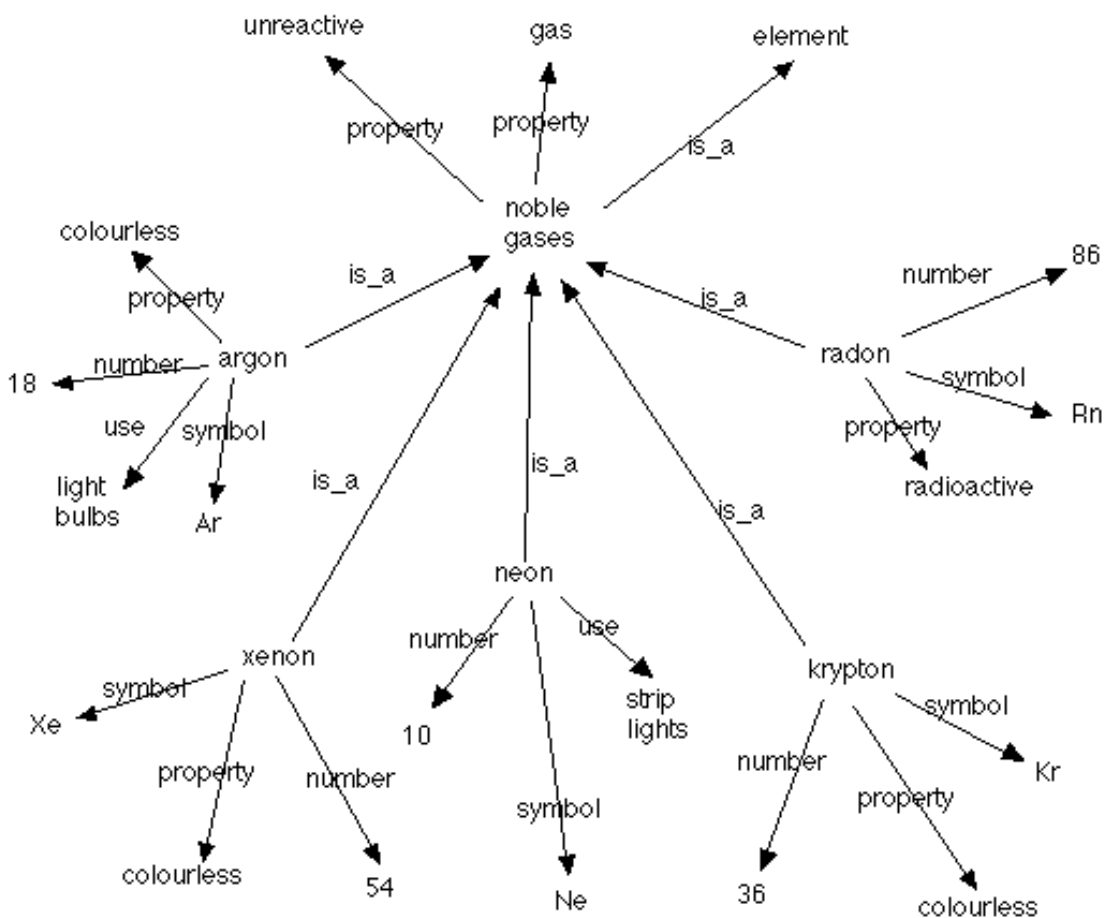 unreactive
gas
element
property
property
is_a
noble
gases
colourless
is_a
property
is_a
number
86
number
argon
radon
18
symbol
Rn
use
symbol
property
light
bulbs
Ar
radioactive
is_a
is_a
is_a
neon
number
use
xenon
krypton
symbol
Xe
strip
lights
10
symbol
Kr
property
number
number
property
symbol
colourless
54
Ne
36
colourless